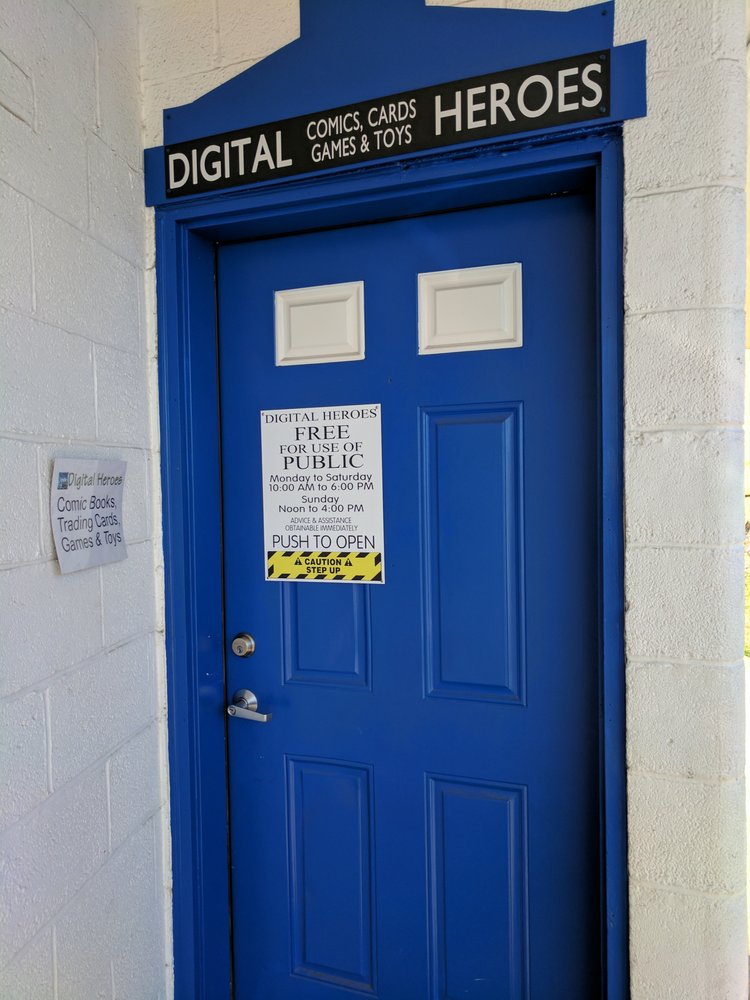 DIGITAL COMICS, CARDS HEROES
GAMES & TOYS
DIGITAL HEROES
FREE
FOR USE OF
PUBLIC
Monday to Saturday
10:00 AM to 6:00 PM
Sunday
Noon to 4:00 PM
ADVICE & ASSISTANCE
OBTAINABLE IMMEDIATELY
PUSH TO OPEN
CAUTION
STEP UP
Digital Heroes
Comic Books,
Trading Cards,
Games & Toys